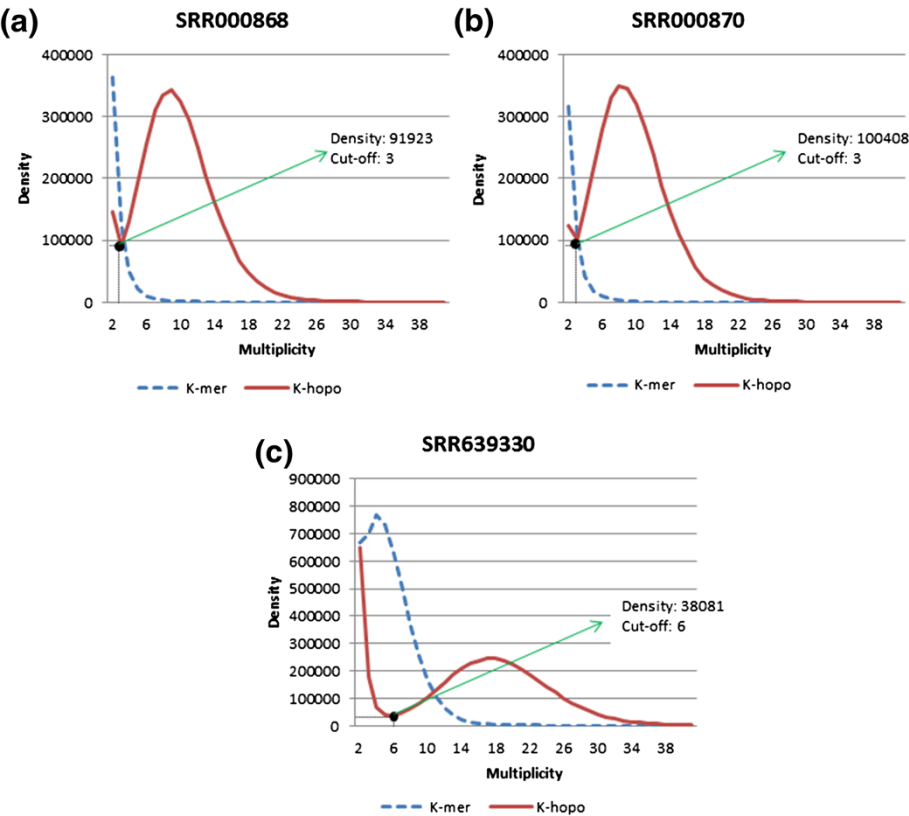 (a)
SRR000868
400000
300000
200000
100000
0
Density
Density: 91923
Cut-off: 3
2 6 10 14 18 22 26 30 34 38
Multiplicity
K-mer K-hopo
(b)
SRR000870
400000
300000
200000
100000
0
Density
Density: 100408
Cut-off: 3
2 6 10 14 18 22 26 30 34 38
Multiplicity
K-mer K-hopo
(c)
SRR639330
900000
800000
700000
600000
500000
400000
300000
200000
100000
0
Density
Density: 38081
Cut-off: 6
2 6 10 14 18 22 26 30 34 38
Multiplicity
K-mer K-hopo